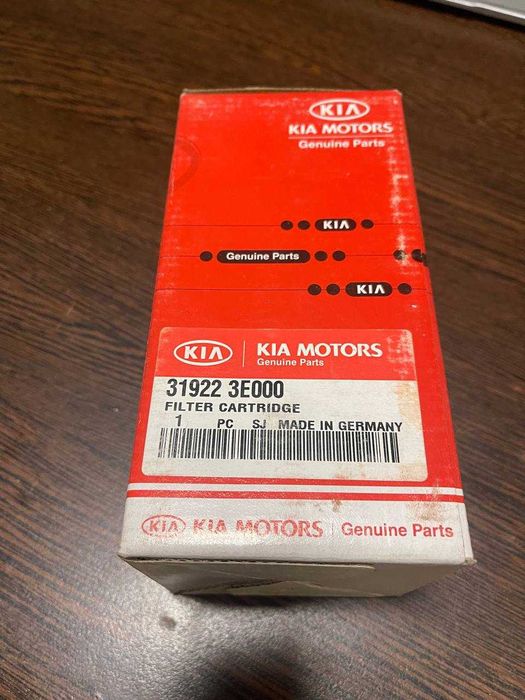 KIA
KIA MOTORS
Genuine Parts
KIA
Genuine Parts
KIA
KIA KIA MOTORS
Genuine Parts
31922 3E000
FILTER CARTRIDGE
1 PC SJ MADE IN GERMANY
KIA KIA MOTORS Genuine Parts